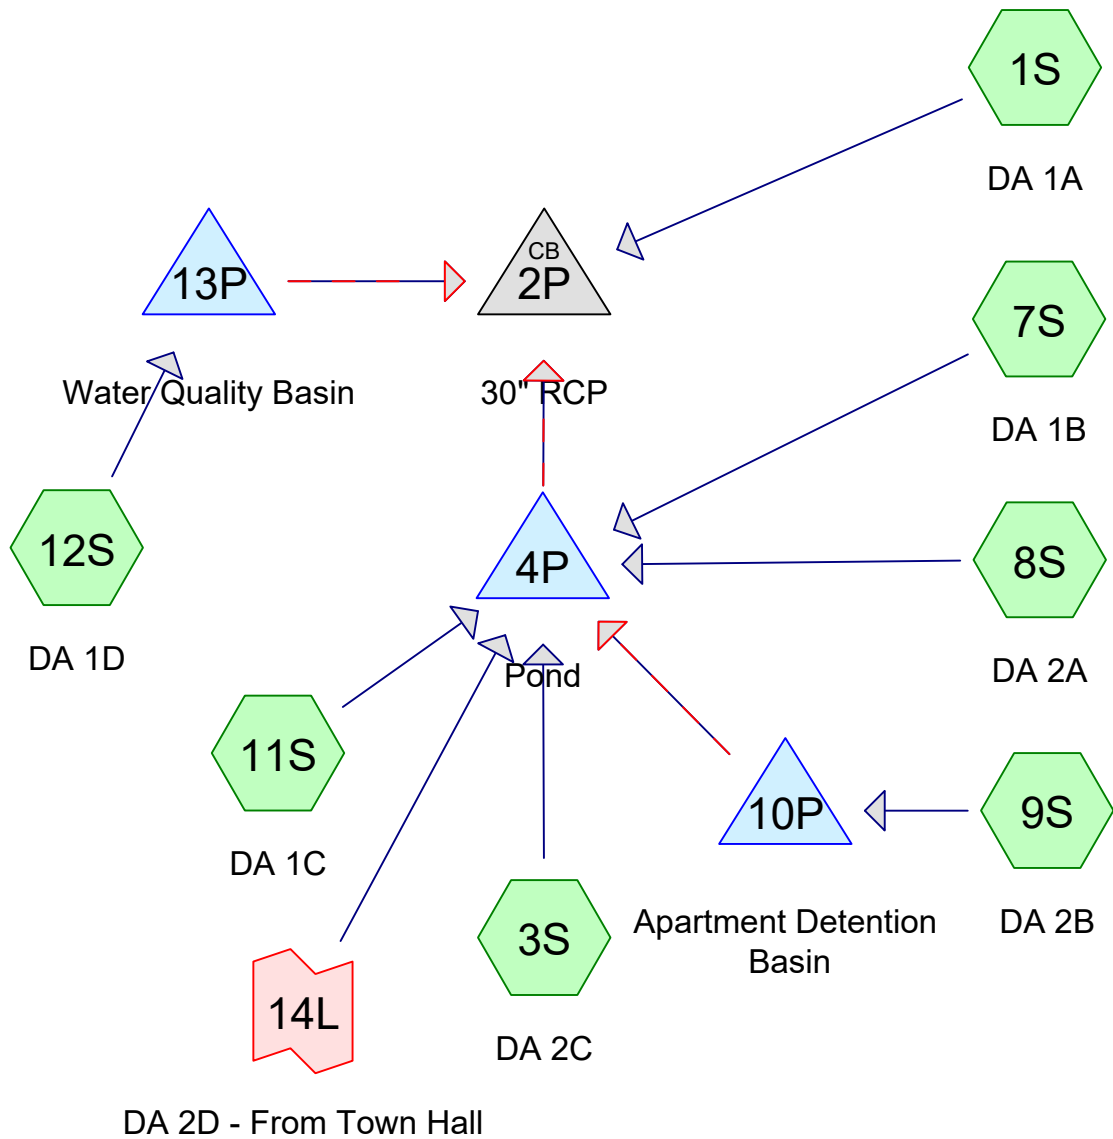 1S
DA 1A
13P
Water Quality Basin
CB
2P
30" RCP
7S
DA 1B
12S
DA 1D
4P
Pond
8S
DA 2A
11S
DA 1C
10P
Apartment Detention
Basin
9S
DA 2B
3S
DA 2C
14L
DA 2D - From Town Hall